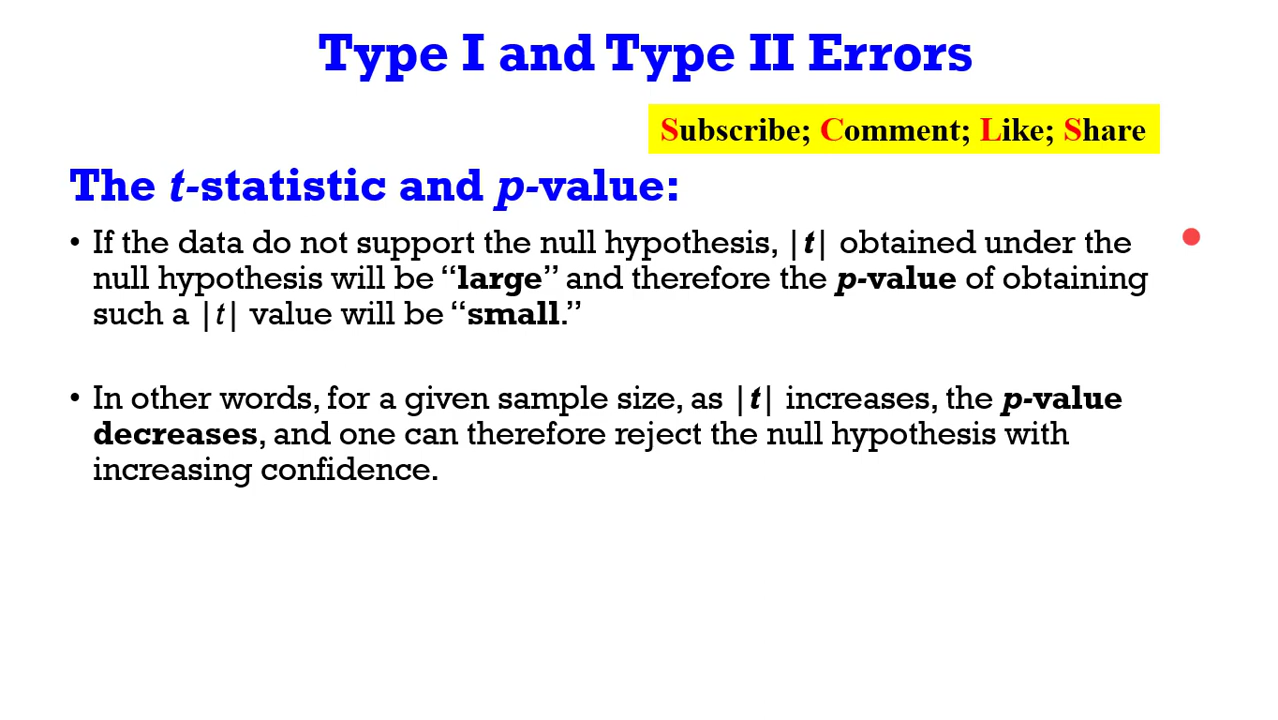 Type I and Type II Errors
Subscribe; Comment; Like; Share
The t-statistic and p-value:
• If the data do not support the null hypothesis, |t| obtained under the
null hypothesis will be “large” and therefore the p-value of obtaining
such a |t| value will be “small.”
• In other words, for a given sample size, as |t| increases, the p-value
decreases, and one can therefore reject the null hypothesis with
increasing confidence.